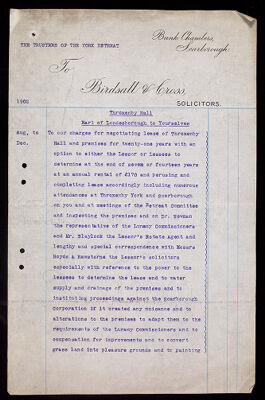 Bank Chambers,
Scarborough.
THE TRUSTEES OF THE YORK RETREAT
To
Birdsall & Cross,
SOLICITORS.
1902
Throxenby Hall
Earl of Londesborough to Yourselves
Aug, to
Dec.
To our charges for negotiating lease of Throxenby
Hall and premises for twenty-one years with an
option to either the Lessor or Lessees to
determine at the end of seven or fourteen years
at an annual rental of £170 and perusing and
completing lease accordingly including numerous
attendances at Throxenby York and Scarborough
on you and at meetings of the Retreat Committee
and inspecting the premises and on Dr.
the representative of the Lunacy Commissioners
and Mr. Blaylock the Lessor's Estate agent and
lengthy and special correspondence with Messrs
Boyds & Rawsterne the Lessor's solicitors
especially with reference to the power to the
lessees to determine the lease and to water
supply and drainage of the premises and to
instituting proceedings against the Scarborough
Corporation if it created any nuisance and to
alterations to the premises to adapt them to the
requirements of the Lunacy Commissioners and to
compensation for improvements and to convert
grass land into pleasure grounds and to painting